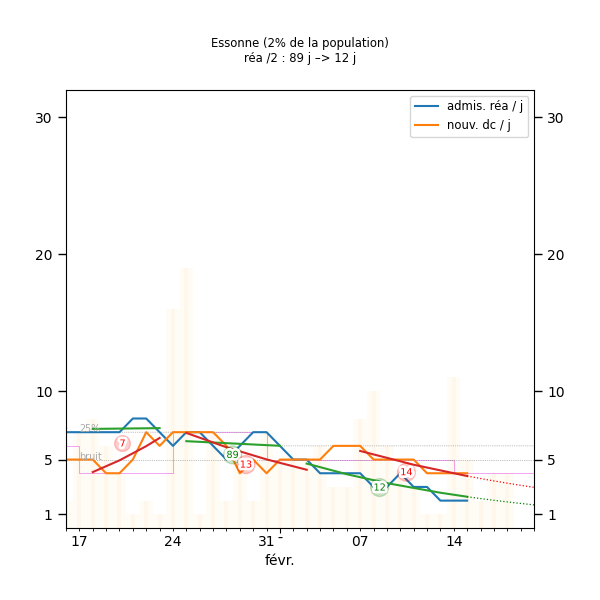 Essonne (2% de la population)
réa /2 : 89 j –> 12 j
admis. réa / j
nouv. dc / j
30 30
20 20
10 10
25%
7
bruit
89
13
14
12
5 5
1 1
17 24 31 - 07 14
févr.